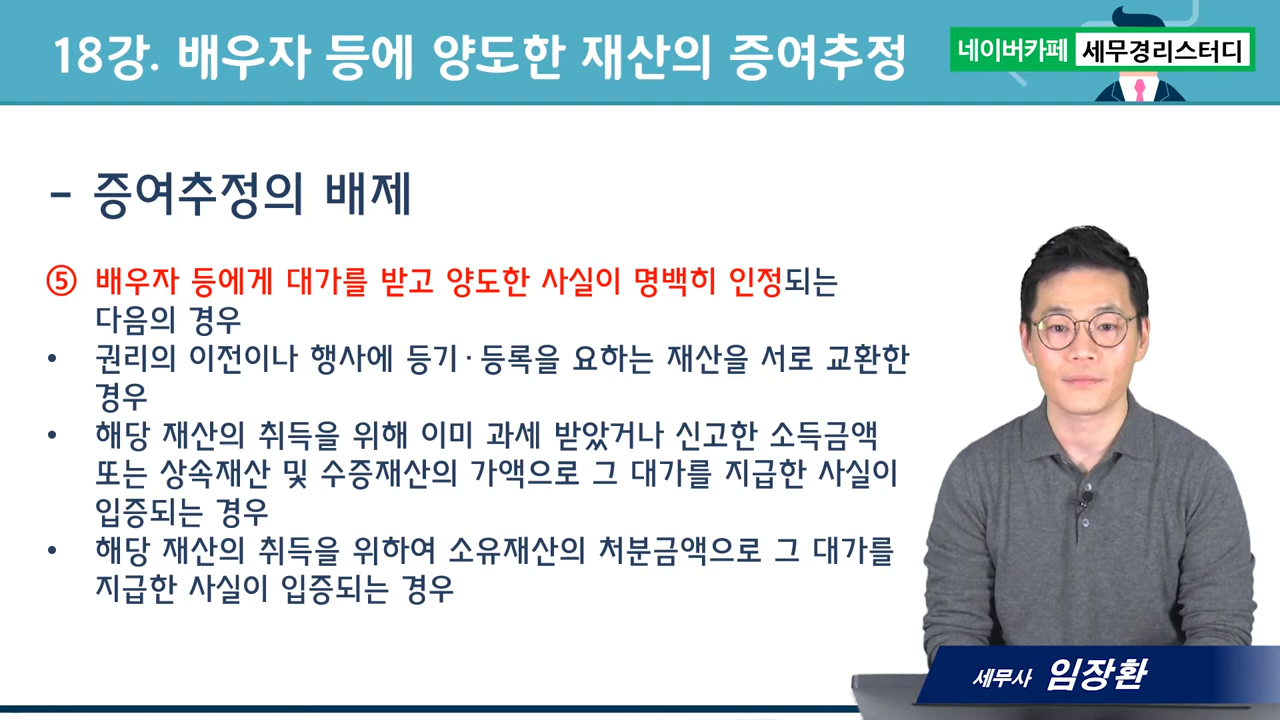 18강. 배우자 등에 양도한 재산의 증여추정
네이버카페 세무경리스터디
- 증여추정의 배제
⑤ 배우자 등에게 대가를 받고 양도한 사실이 명백히 인정되는
다음의 경우
• 권리의 이전이나 행사에 등기·등록을 요하는 재산을 서로 교환한
경우
• 해당 재산의 취득을 위해 이미 과세 받았거나 신고한 소득금액
또는 상속재산 및 수증재산의 가액으로 그 대가를 지급한 사실이
입증되는 경우
• 해당 재산의 취득을 위하여 소유재산의 처분금액으로 그 대가를
지급한 사실이 입증되는 경우
세무사 임장환